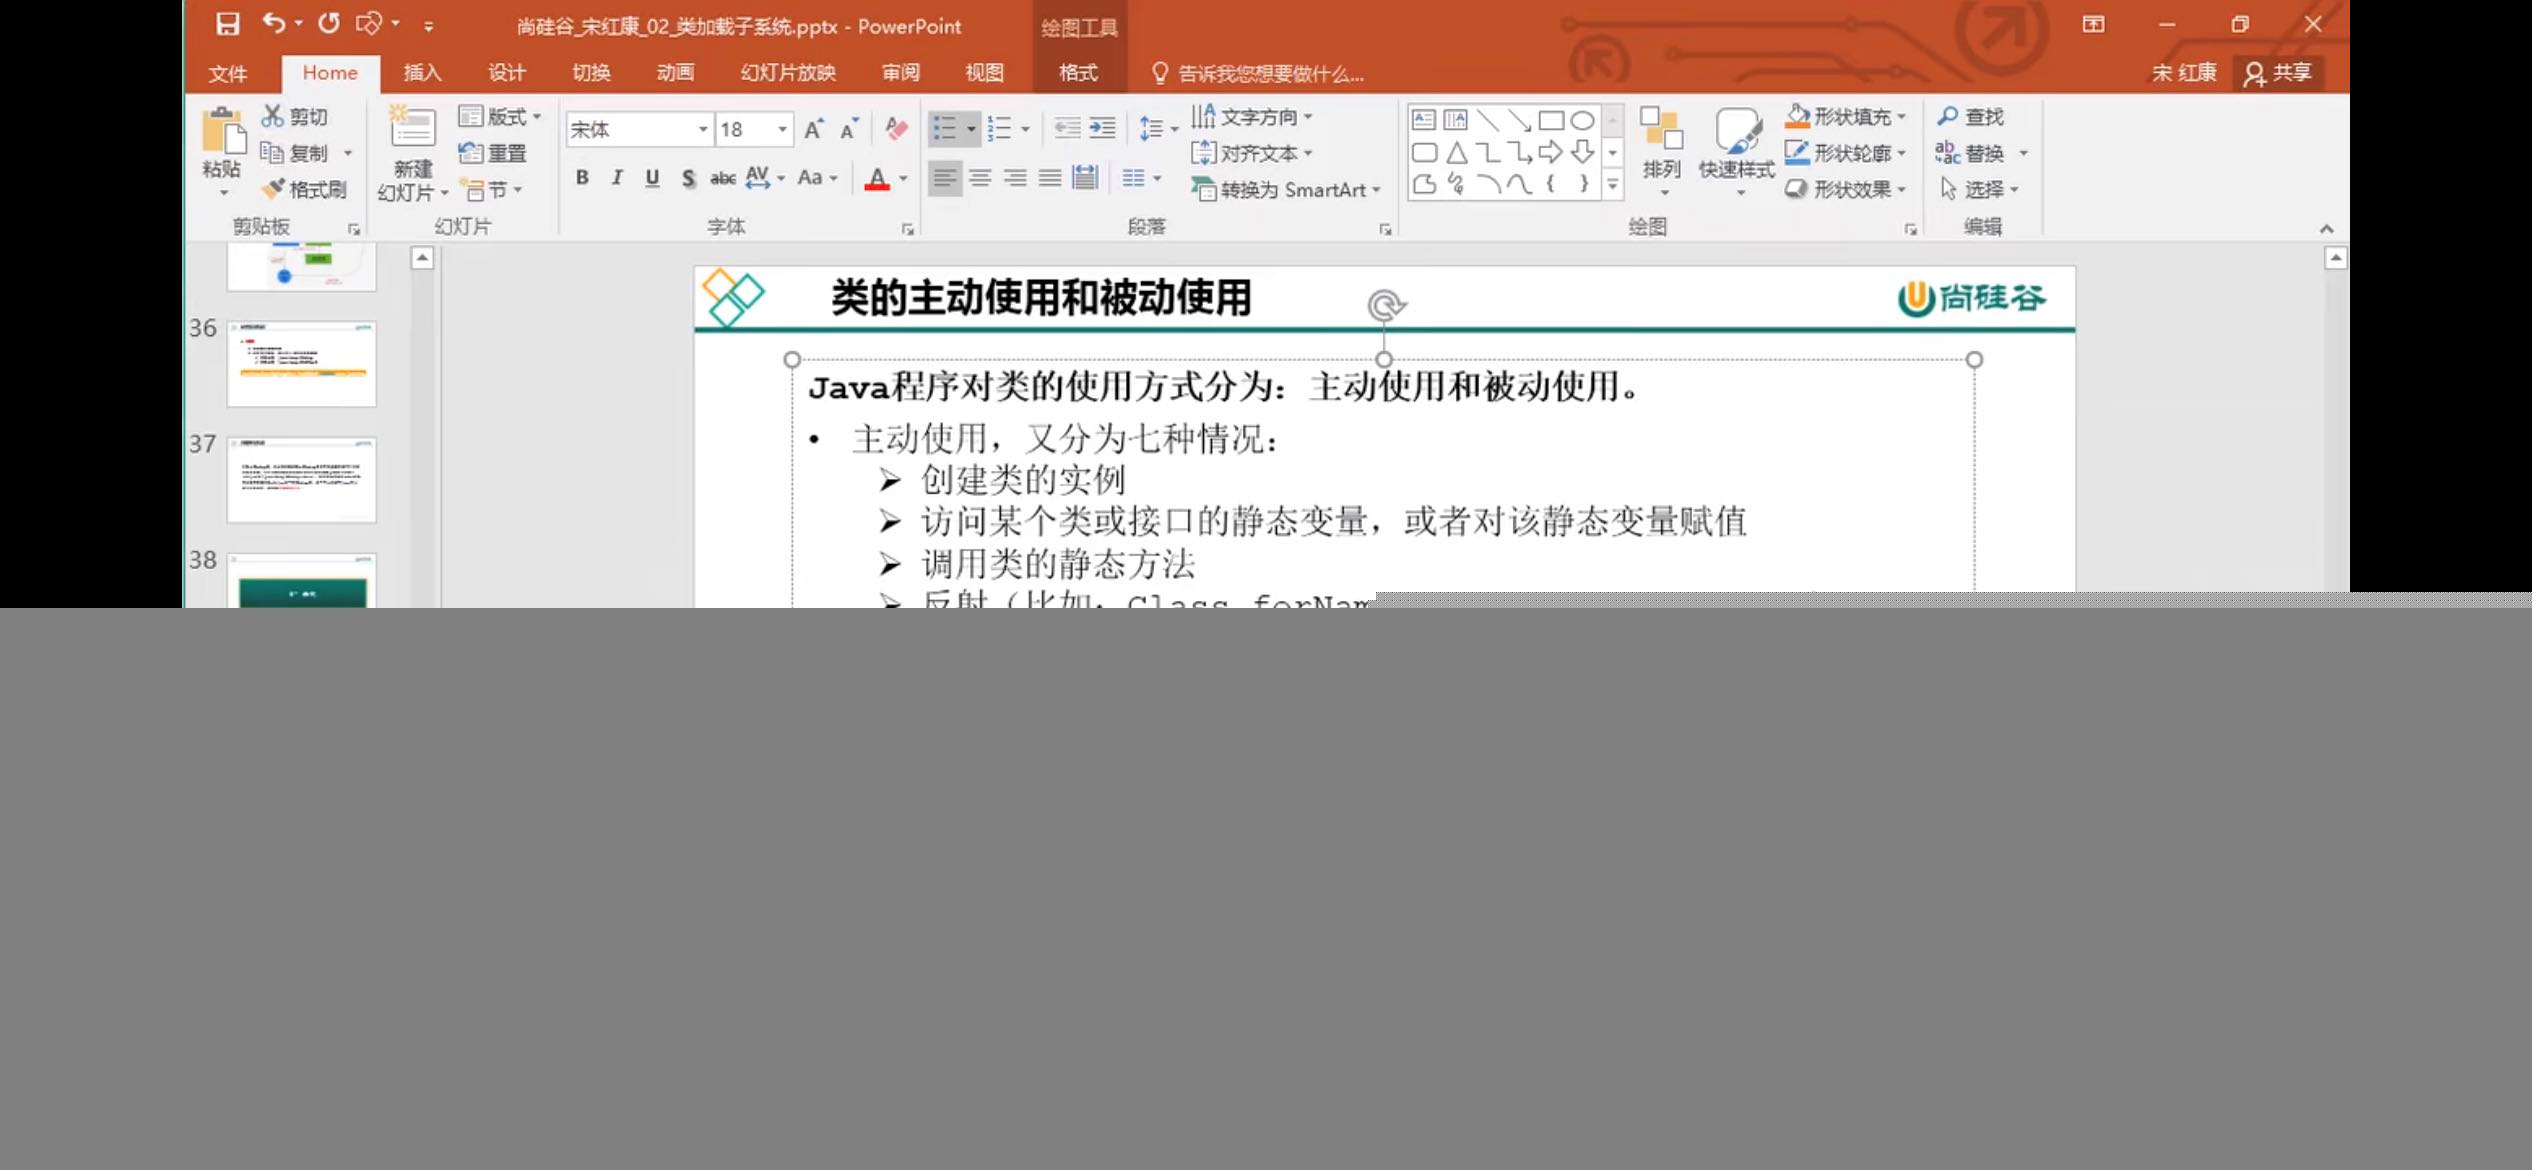 尚硅谷_宋红康_02_类加载子系统.pptx - PowerPoint
绘图工具
文件 Home 插入 设计 切换 动画 幻灯片放映 审阅 视图 格式 告诉我您想要做什么... 宋 红康 共享
粘贴
剪切
复制
格式刷
剪贴板
新建
幻灯片
版式
重置
节
幻灯片
宋体 18
B I U S abc AV Aa A
字体
文字方向
对齐文本
转换为 SmartArt
段落
排列
快速样式
形状填充
形状轮廓
形状效果
绘图
查找
替换
选择
编辑
36
37
38
类的主动使用和被动使用
尚硅谷
Java程序对类的使用方式分为：主动使用和被动使用。
• 主动使用，又分为七种情况：
➢ 创建类的实例
➢ 访问某个类或接口的静态变量，或者对该静态变量赋值
➢ 调用类的静态方法
➢ 反射（比如：Class.forNam